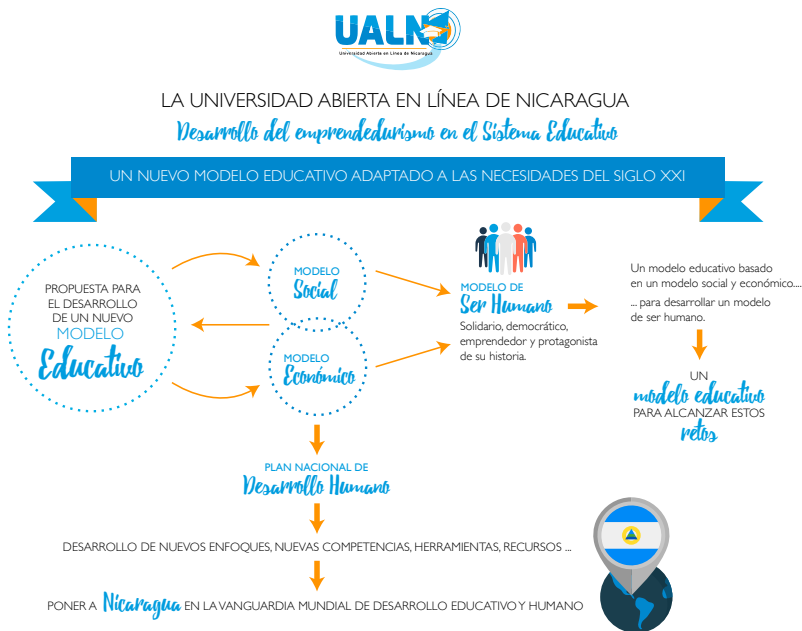 UALN
Universidad Abierta en Línea de Nicaragua
LA UNIVERSIDAD ABIERTA EN LÍNEA DE NICARAGUA
Desarrollo del emprendedurismo en el Sistema Educativo
UN NUEVO MODELO EDUCATIVO ADAPTADO A LAS NECESIDADES DEL SIGLO XXI
PROPUESTA PARA
EL DESARROLLO
DE UN NUEVO
MODELO
Educativo
MODELO
Social
MODELO
Económico
MODELO DE
Ser Humano
Solidario, democrático,
emprendedor y protagonista
de su historia.
Un modelo educativo basado
en un modelo social y económico....
... para desarrollar un modelo
de ser humano.
UN
modelo educativo
PARA ALCANZAR ESTOS
retos
PLAN NACIONAL DE
Desarrollo Humano
DESARROLLO DE NUEVOS ENFOQUES, NUEVAS COMPETENCIAS, HERRAMIENTAS, RECURSOS ...
PONER A Nicaragua EN LA VANGUARDIA MUNDIAL DE DESARROLLO EDUCATIVO Y HUMANO